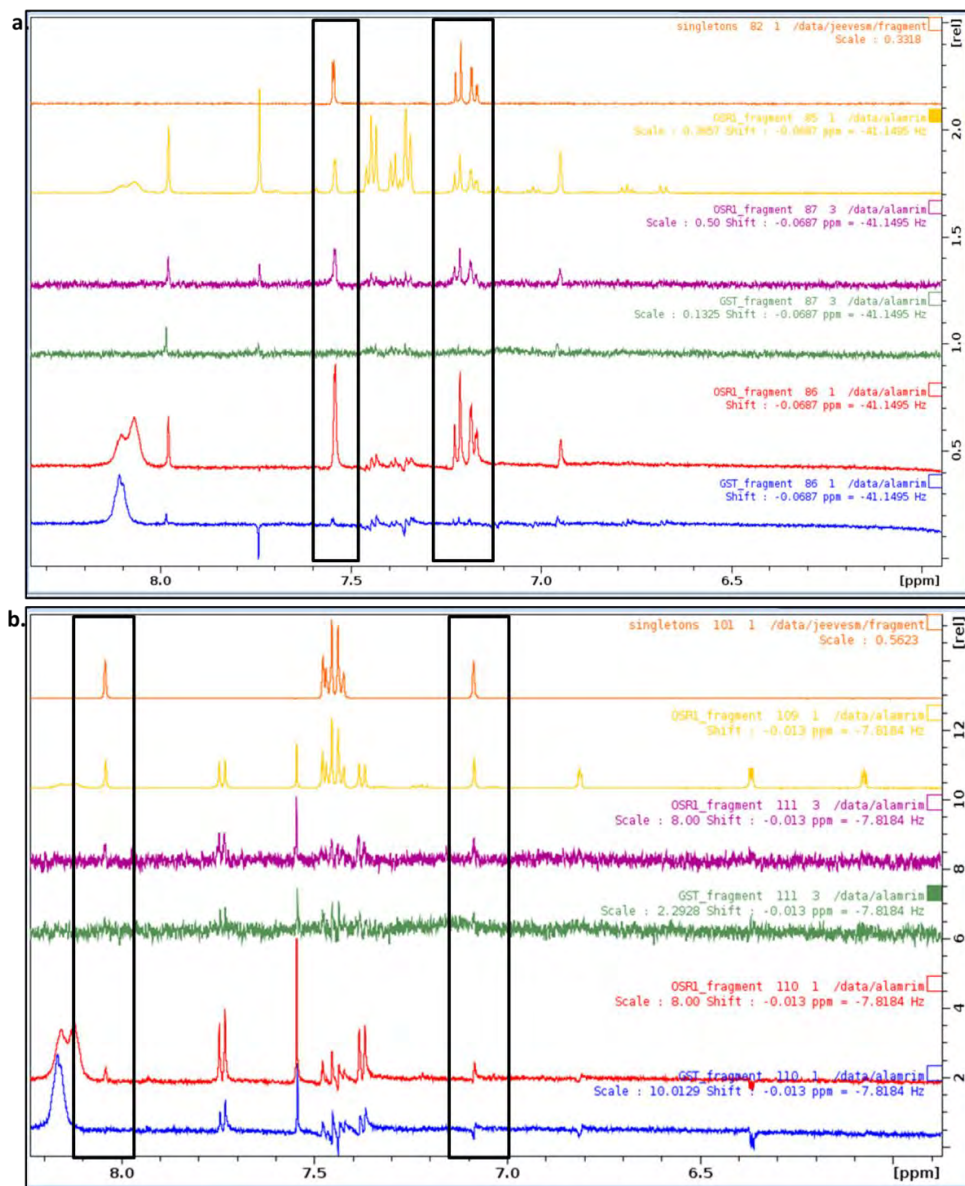 a.
singletons 82 1 /data/jeevesm/fragment
Scale : 0.3318
[rel]
OSR1_fragment 85 1 /data/alamrim
Scale : 0.3657 Shift : -0.0687 ppm = -41.1495 Hz
2.0
OSR1_fragment 87 3 /data/alamrim
Scale : 0.50 Shift : -0.0687 ppm = -41.1495 Hz
1.5
GST_fragment 87 3 /data/alamrim
Scale : 0.1325 Shift : -0.0687 ppm = -41.1495 Hz
1.0
OSR1_fragment 86 1 /data/alamrim
Shift : -0.0687 ppm = -41.1495 Hz
0.5
GST_fragment 86 1 /data/alamrim
Shift : -0.0687 ppm = -41.1495 Hz
8.0 7.5 7.0 6.5 [ppm]
b.
singletons 101 1 /data/jeevesm/fragment
Scale : 0.5623
[rel]
OSR1_fragment 109 1 /data/alamrim
Shift : -0.013 ppm = -7.8184 Hz
12
OSR1_fragment 111 3 /data/alamrim
Scale : 8.00 Shift : -0.013 ppm = -7.8184 Hz
10
8
GST_fragment 111 3 /data/alamrim
Scale : 2.2928 Shift : -0.013 ppm = -7.8184 Hz
6
OSR1_fragment 110 1 /data/alamrim
Scale : 8.00 Shift : -0.013 ppm = -7.8184 Hz
4
GST_fragment 110 1 /data/alamrim
Scale : 10.0129 Shift : -0.013 ppm = -7.8184 Hz
2
8.0 7.5 7.0 6.5 [ppm]